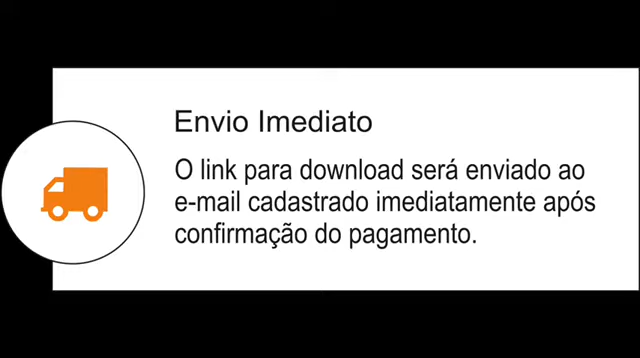 Envio Imediato
O link para download será enviado ao
e-mail cadastrado imediatamente após
confirmação do pagamento.